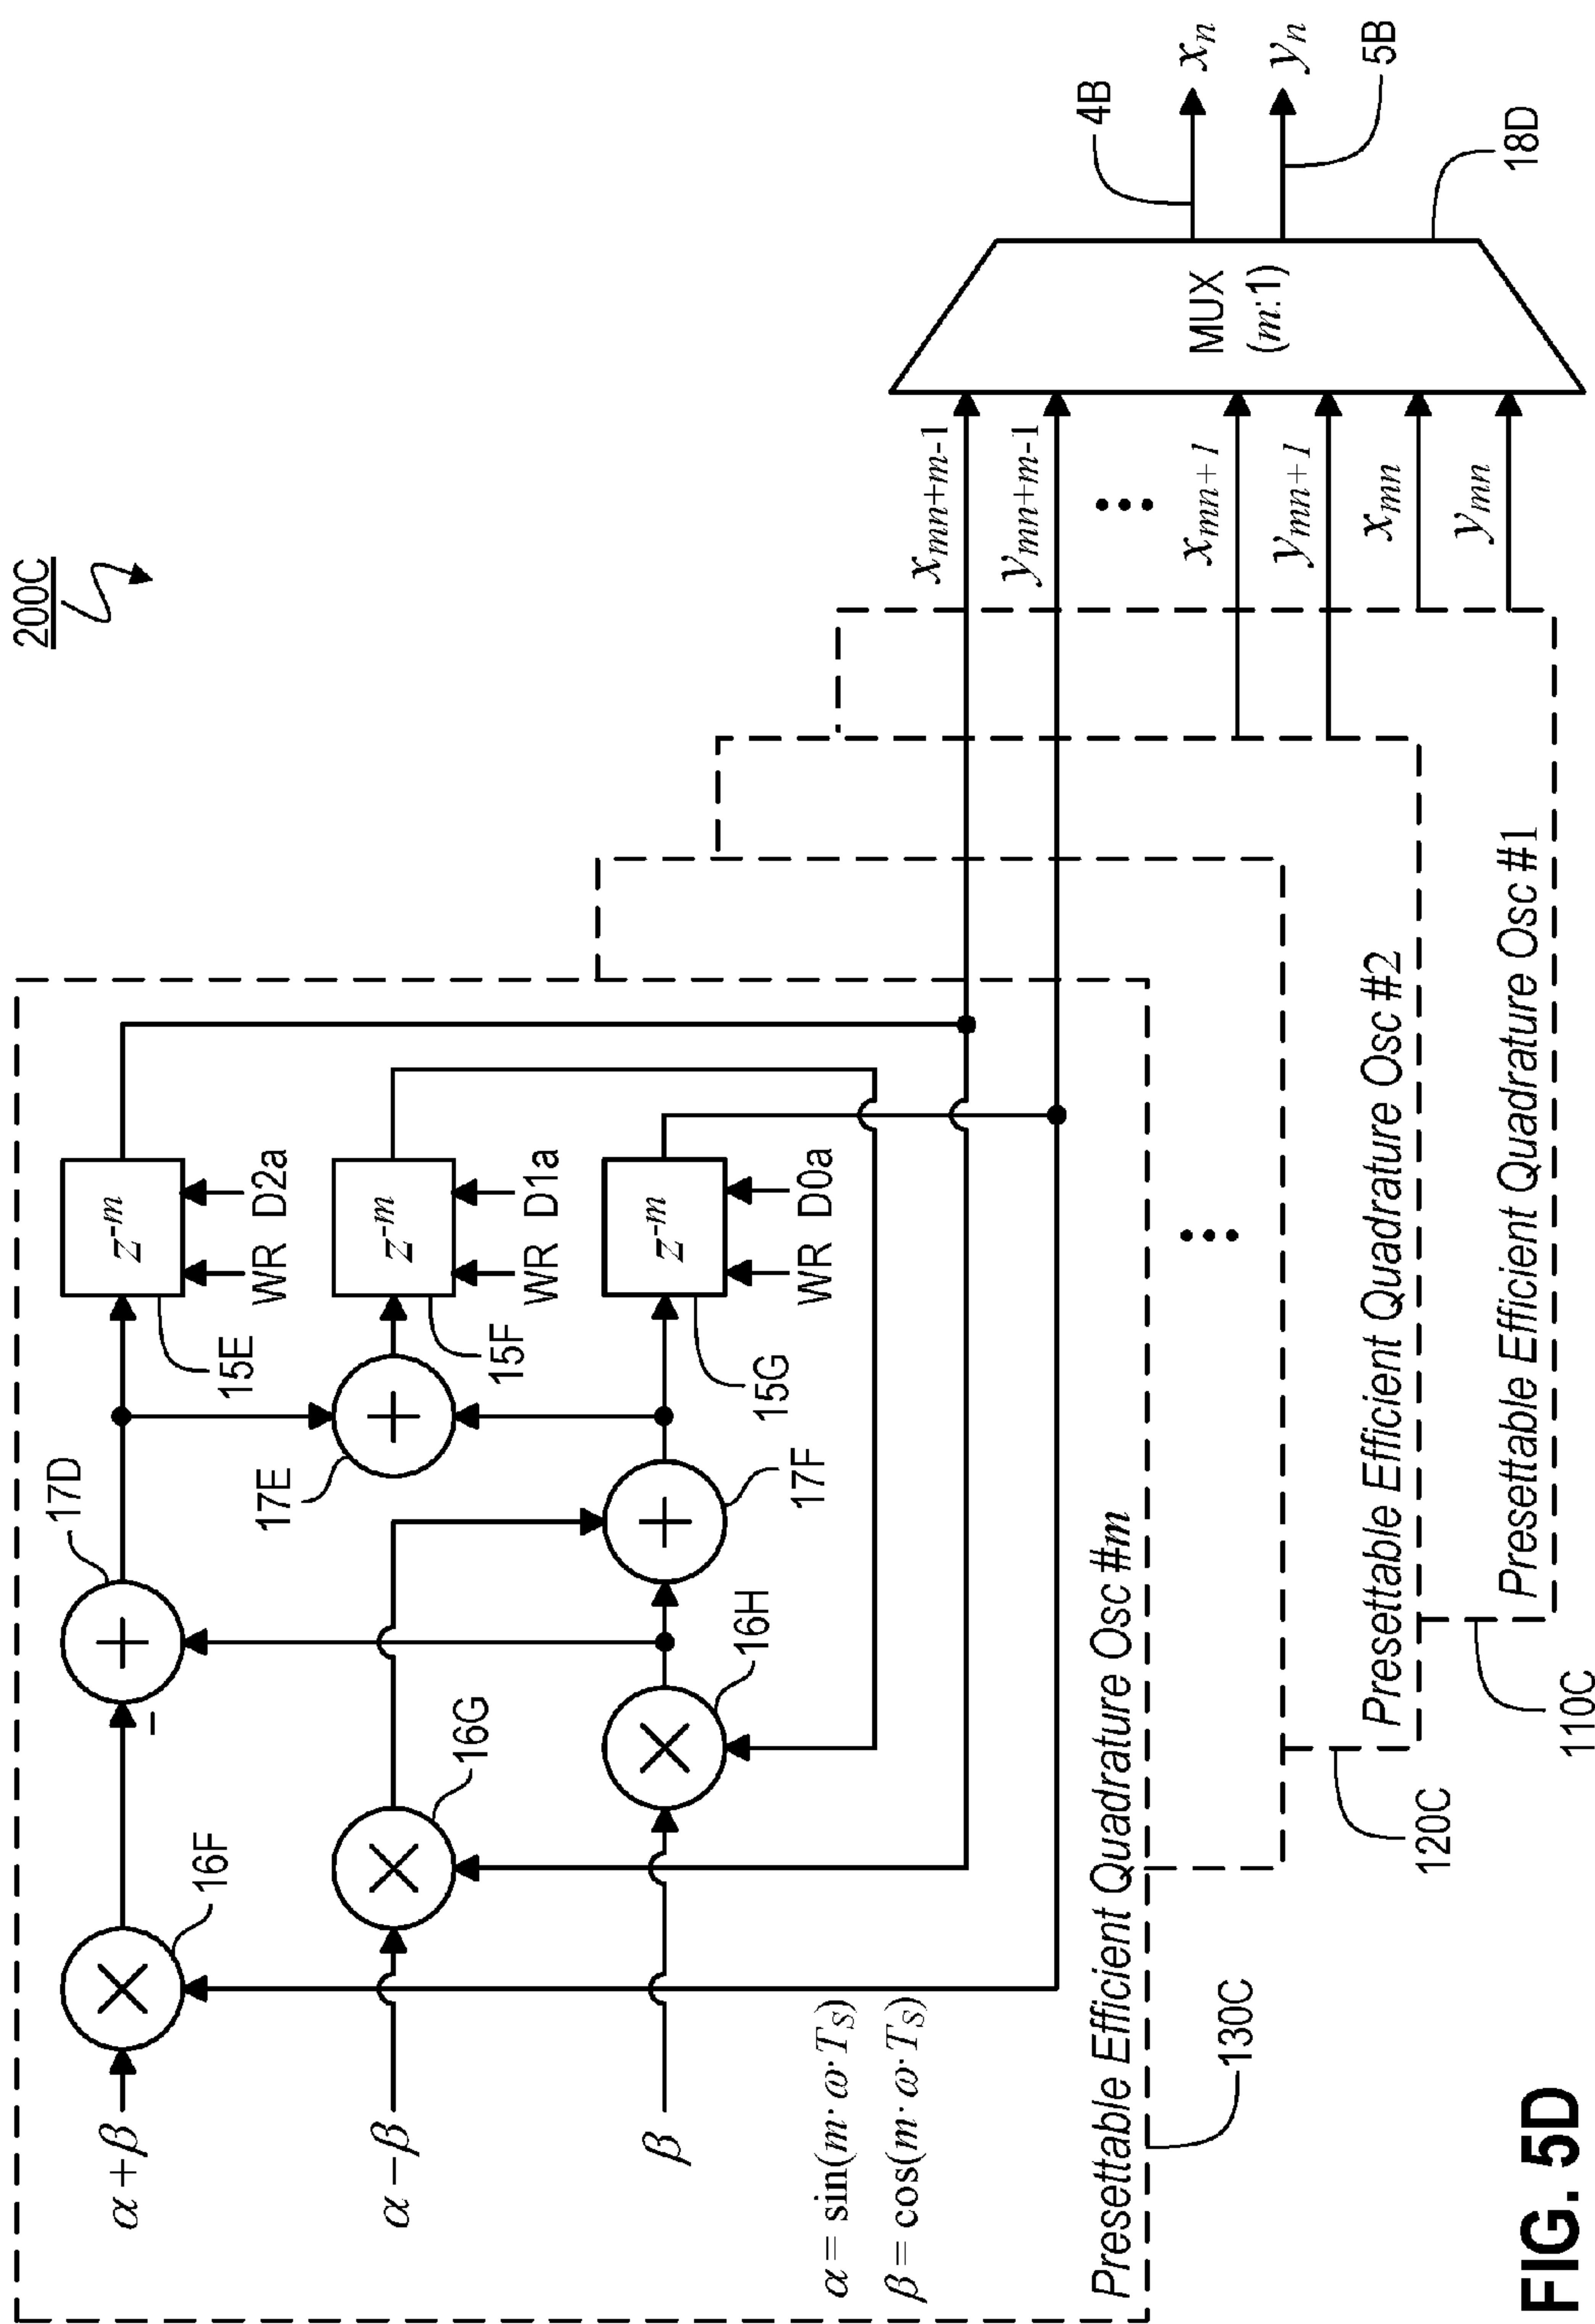 200C
α + β
α − β
β
16F
16G
16H
17D
17E
17F
−
+
+
+
×
×
×
15E
15F
15G
z⁻ᵐ
WR D2a
z⁻ᵐ
WR D1a
z⁻ᵐ
WR D0a
α = sin(m·ω·T_S)
β = cos(m·ω·T_S)
Presettable Efficient Quadrature Osc #m
130C
Presettable Efficient Quadrature Osc #2
120C
Presettable Efficient Quadrature Osc #1
110C
x_{mn+m-1}
y_{mn+m-1}
x_{mn+1}
y_{mn+1}
x_{mn}
y_{mn}
MUX
(m:1)
18D
4B
x_n
y_n
5B
FIG. 5D